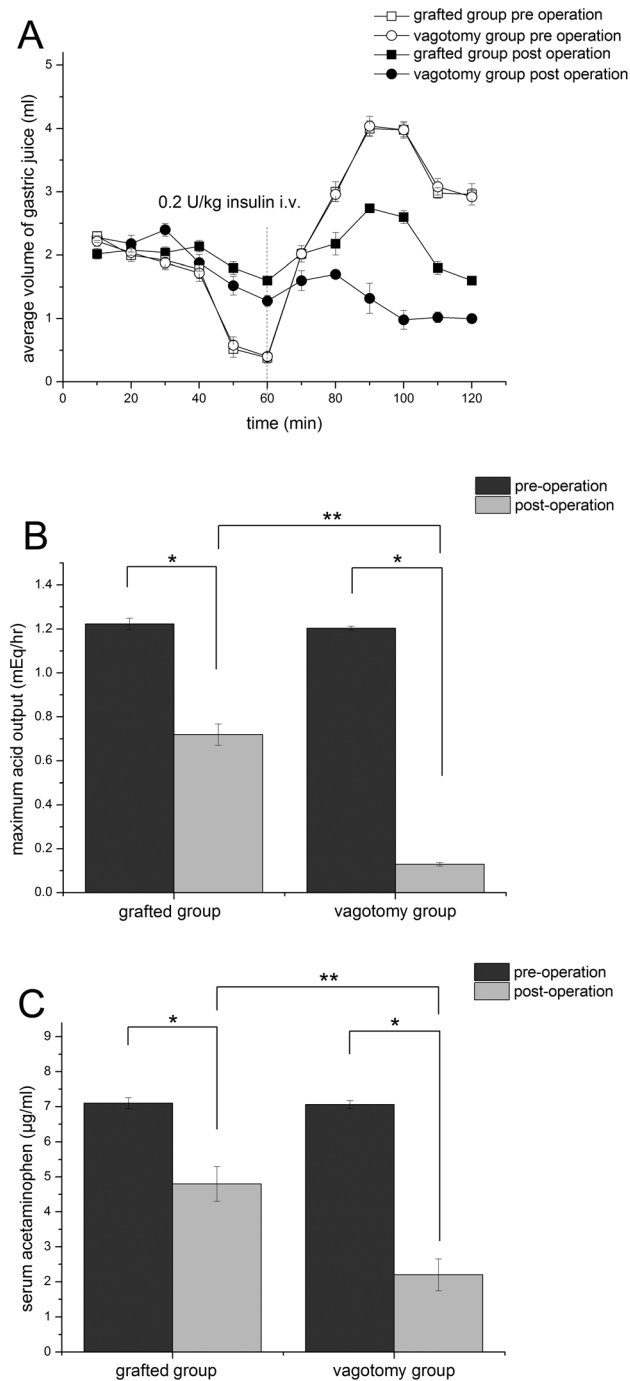 A
grafted group pre operation
vagotomy group pre operation
grafted group post operation
vagotomy group post operation
average volume of gastric juice (ml)
5
4
3
2
1
0
0.2 U/kg insulin i.v.
0 20 40 60 80 100 120
time (min)
B
pre-operation
post-operation
**
* *
maximum acid output (mEq/hr)
1.4
1.2
1.0
0.8
0.6
0.4
0.2
0.0
grafted group vagotomy group
C
pre-operation
post-operation
**
* *
serum acetaminophen (µg/ml)
9
8
7
6
5
4
3
2
1
0
grafted group vagotomy group